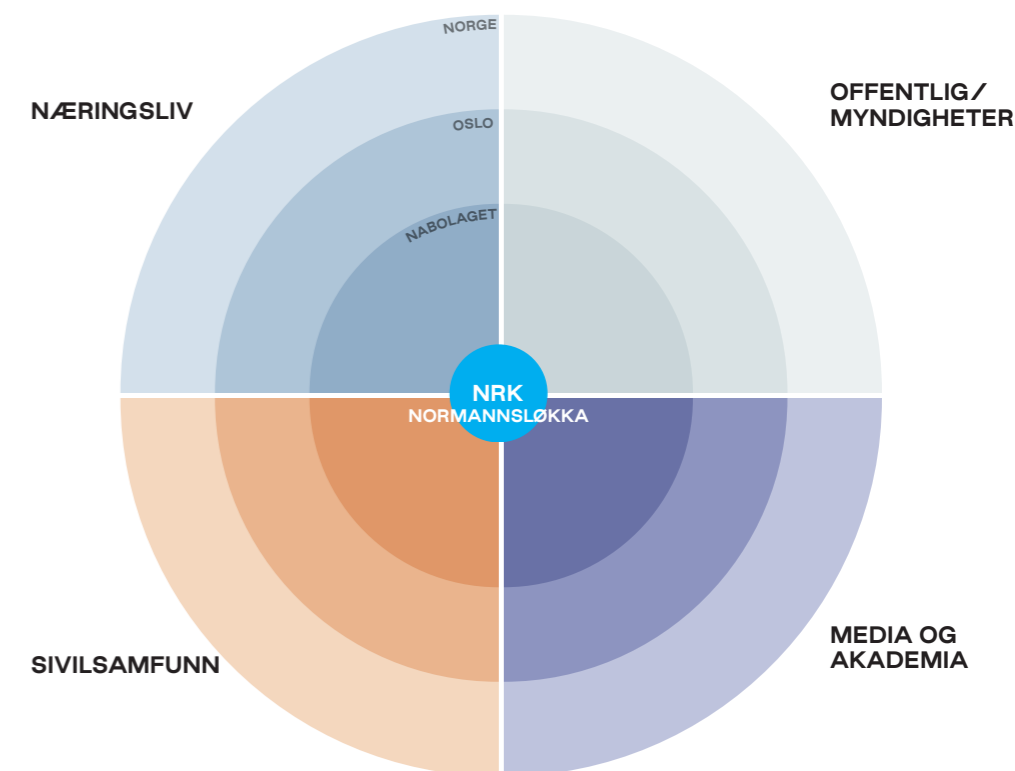 NORGE
NÆRINGSLIV
OFFENTLIG/
MYNDIGHETER
OSLO
NABOLAGET
NRK
NORMANNSLØKKA
SIVILSAMFUNN
MEDIA OG
AKADEMIA